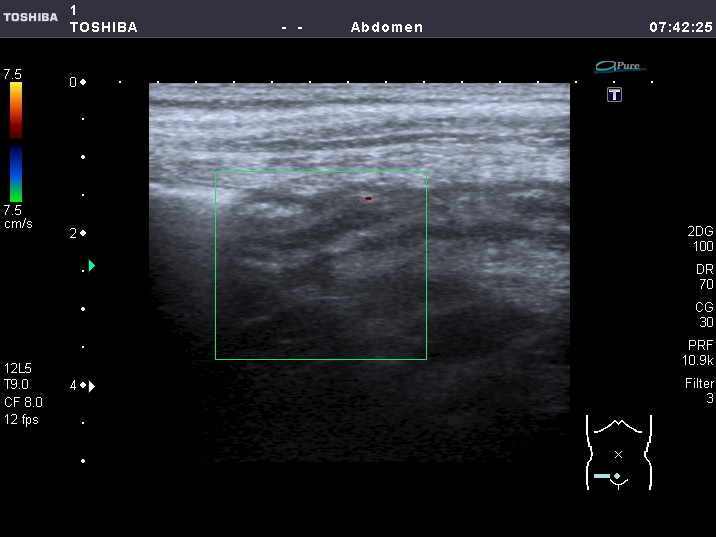 TOSHIBA
1
TOSHIBA - - Abdomen 07:42:25
Pure
T
7.5
7.5
cm/s
0
2
4
2DG
100
DR
70
CG
30
PRF
10.9k
Filter
3
12L5
T9.0
CF 8.0
12 fps